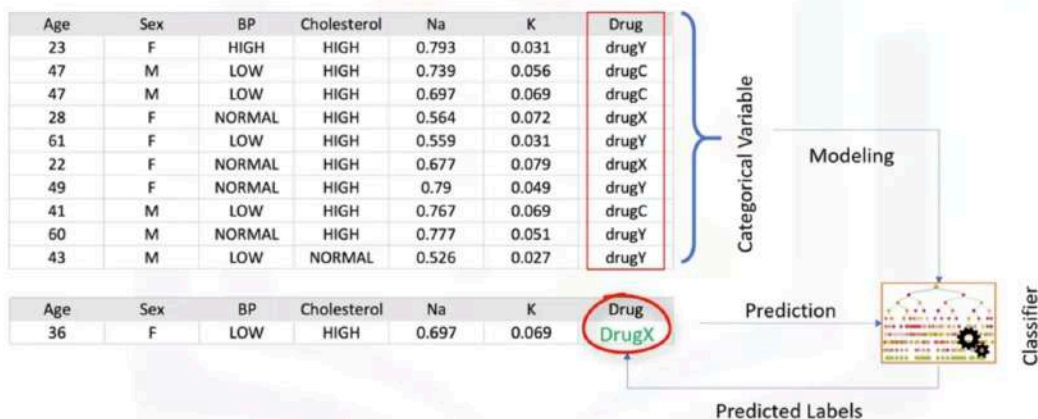 Age Sex BP Cholesterol Na K Drug
23 F HIGH HIGH 0.793 0.031 drugY
47 M LOW HIGH 0.739 0.056 drugC
47 M LOW HIGH 0.697 0.069 drugC
28 F NORMAL HIGH 0.564 0.072 drugX
61 F LOW HIGH 0.559 0.031 drugY
22 F NORMAL HIGH 0.677 0.079 drugX
49 F NORMAL HIGH 0.79 0.049 drugY
41 M LOW HIGH 0.767 0.069 drugC
60 M NORMAL HIGH 0.777 0.051 drugY
43 M LOW NORMAL 0.526 0.027 drugY
Categorical Variable
Modeling
Age Sex BP Cholesterol Na K Drug
36 F LOW HIGH 0.697 0.069 DrugX
Prediction
Classifier
Predicted Labels